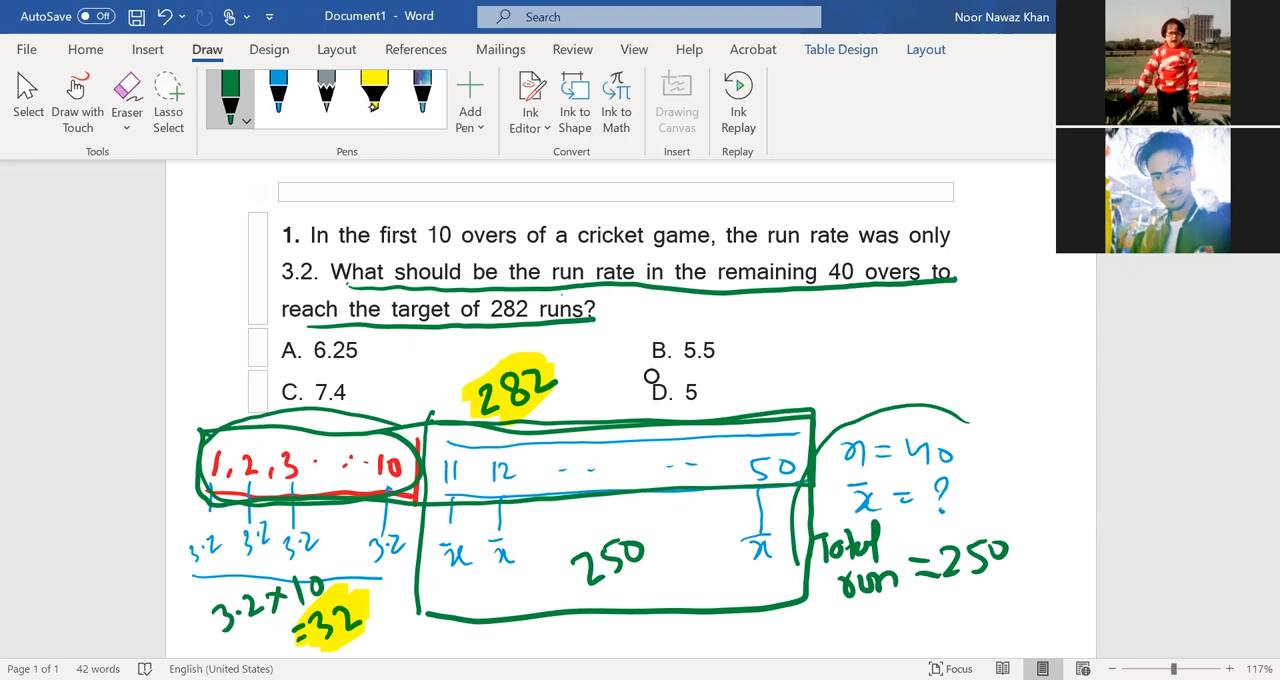 AutoSave Off Document1 - Word Search Noor Nawaz Khan
File Home Insert Draw Design Layout References Mailings Review View Help Acrobat Table Design Layout
Select Draw with Touch Eraser Lasso Select Add Pen Ink Editor Ink to Shape Ink to Math Drawing Canvas Ink Replay
Tools Pens Convert Insert Replay
1. In the first 10 overs of a cricket game, the run rate was only
3.2. What should be the run rate in the remaining 40 overs to
reach the target of 282 runs?
A. 6.25 B. 5.5
C. 7.4 D. 5
282
1, 2, 3 . . . 10 11 12 -- -- 50
3.2 3.2 3.2 3.2 x̄ x̄ x̄
3.2 × 10
= 32
250
n = 40
x̄ = ?
Total
run = 250
Page 1 of 1 42 words English (United States) Focus 117%